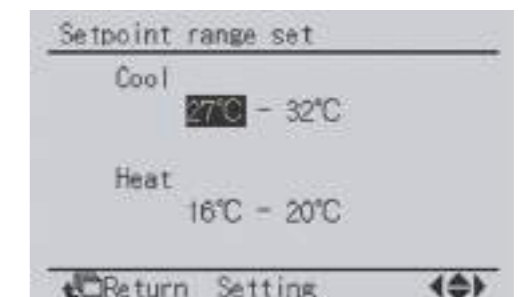 Setpoint range set
Cool
27°C - 32°C
Heat
16°C - 20°C
Return Setting